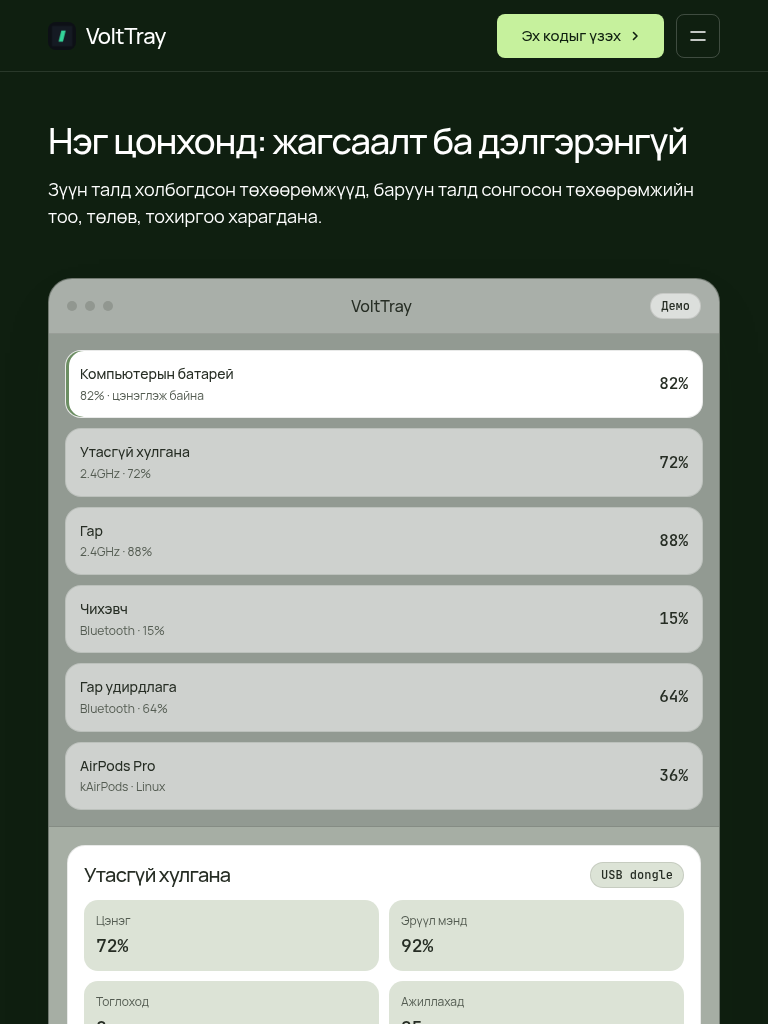 VoltTray
Эх кодыг үзэх
Нэг цонхонд: жагсаалт ба дэлгэрэнгүй
Зүүн талд холбогдсон төхөөрөмжүүд, баруун талд сонгосон төхөөрөмжийн
тоо, төлөв, тохиргоо харагдана.
VoltTray
Демо
Компьютерын батарей
82% · цэнэглэж байна
82%
Утасгүй хулгана
2.4GHz · 72%
72%
Гар
2.4GHz · 88%
88%
Чихэвч
Bluetooth · 15%
15%
Гар удирдлага
Bluetooth · 64%
64%
AirPods Pro
kAirPods · Linux
36%
Утасгүй хулгана
USB dongle
Цэнэг
72%
Эрүүл мэнд
92%
Тоглоход
Ажиллахад